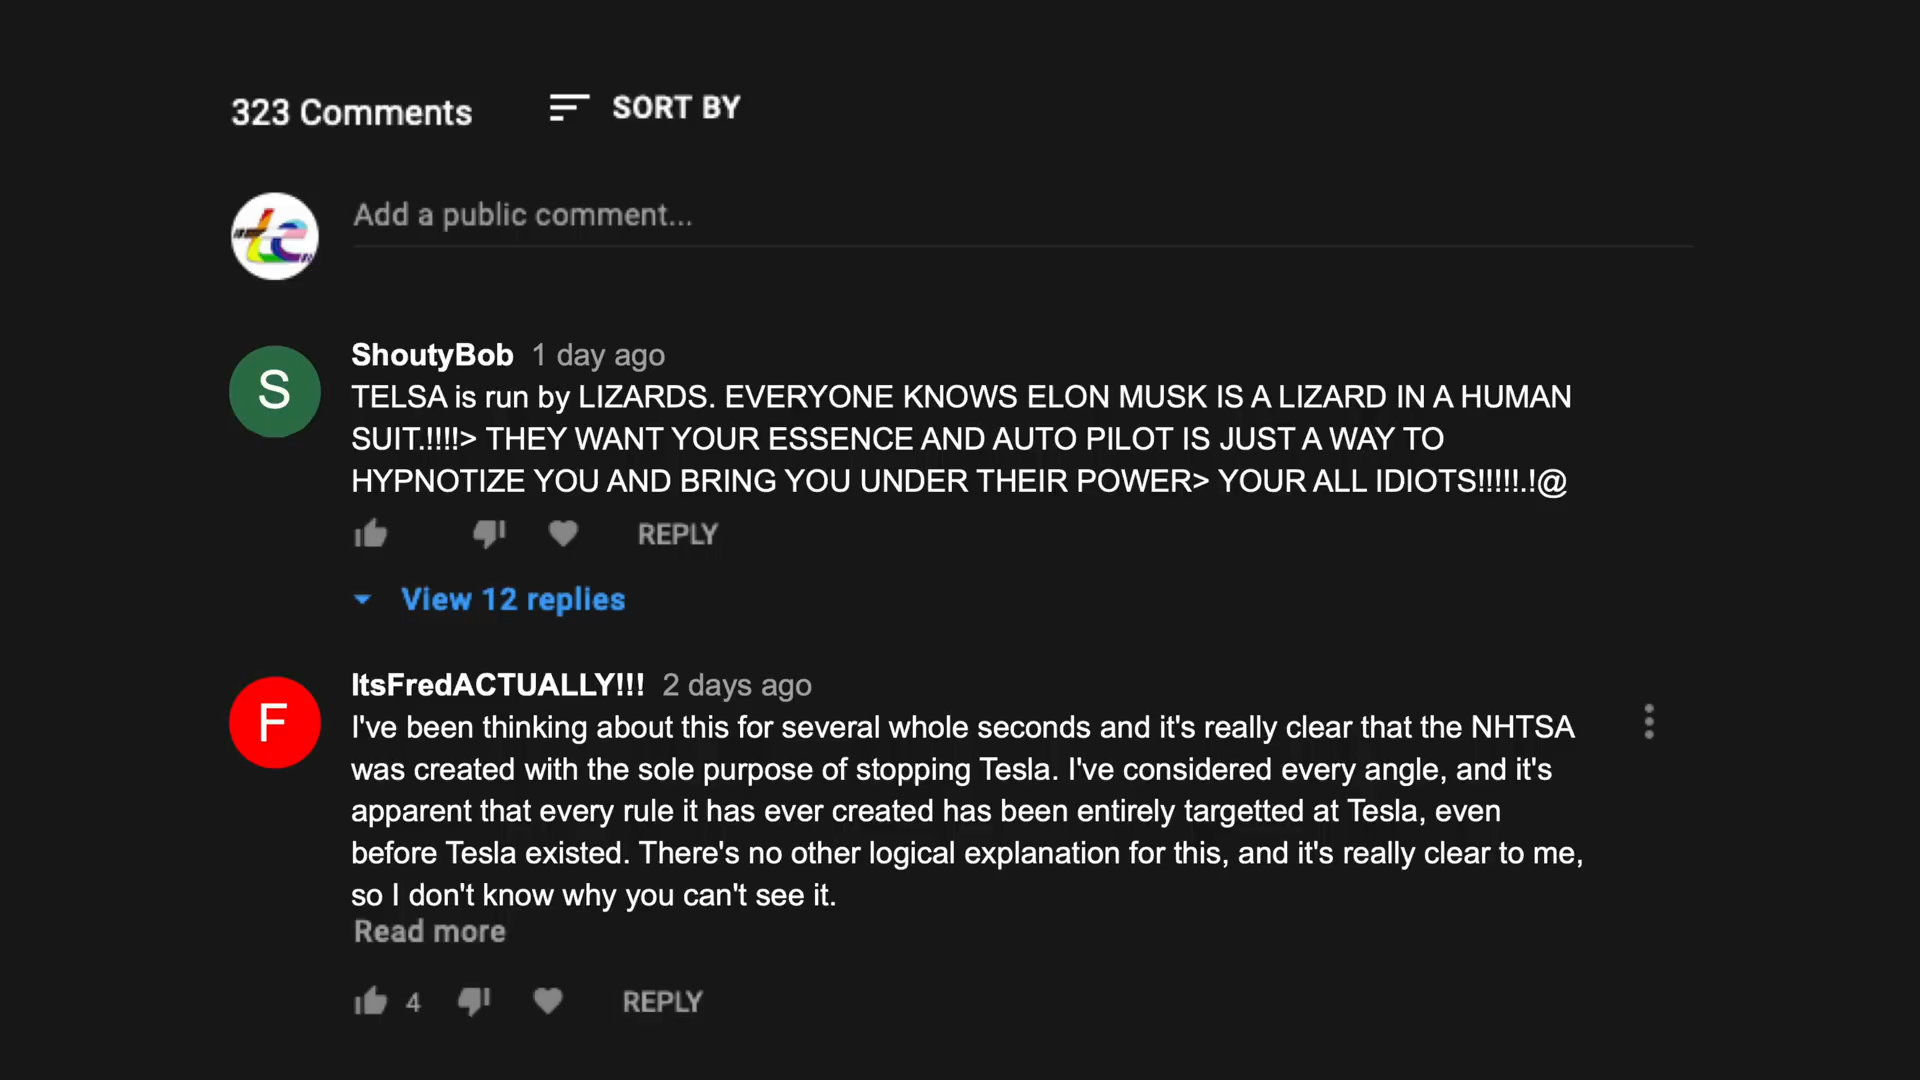 323 Comments
SORT BY
te
Add a public comment...
S
ShoutyBob 1 day ago
TELSA is run by LIZARDS. EVERYONE KNOWS ELON MUSK IS A LIZARD IN A HUMAN
SUIT.!!!!> THEY WANT YOUR ESSENCE AND AUTO PILOT IS JUST A WAY TO
HYPNOTIZE YOU AND BRING YOU UNDER THEIR POWER> YOUR ALL IDIOTS!!!!!.!@
REPLY
View 12 replies
F
ItsFredACTUALLY!!! 2 days ago
I've been thinking about this for several whole seconds and it's really clear that the NHTSA
was created with the sole purpose of stopping Tesla. I've considered every angle, and it's
apparent that every rule it has ever created has been entirely targetted at Tesla, even
before Tesla existed. There's no other logical explanation for this, and it's really clear to me,
so I don't know why you can't see it.
Read more
4
REPLY